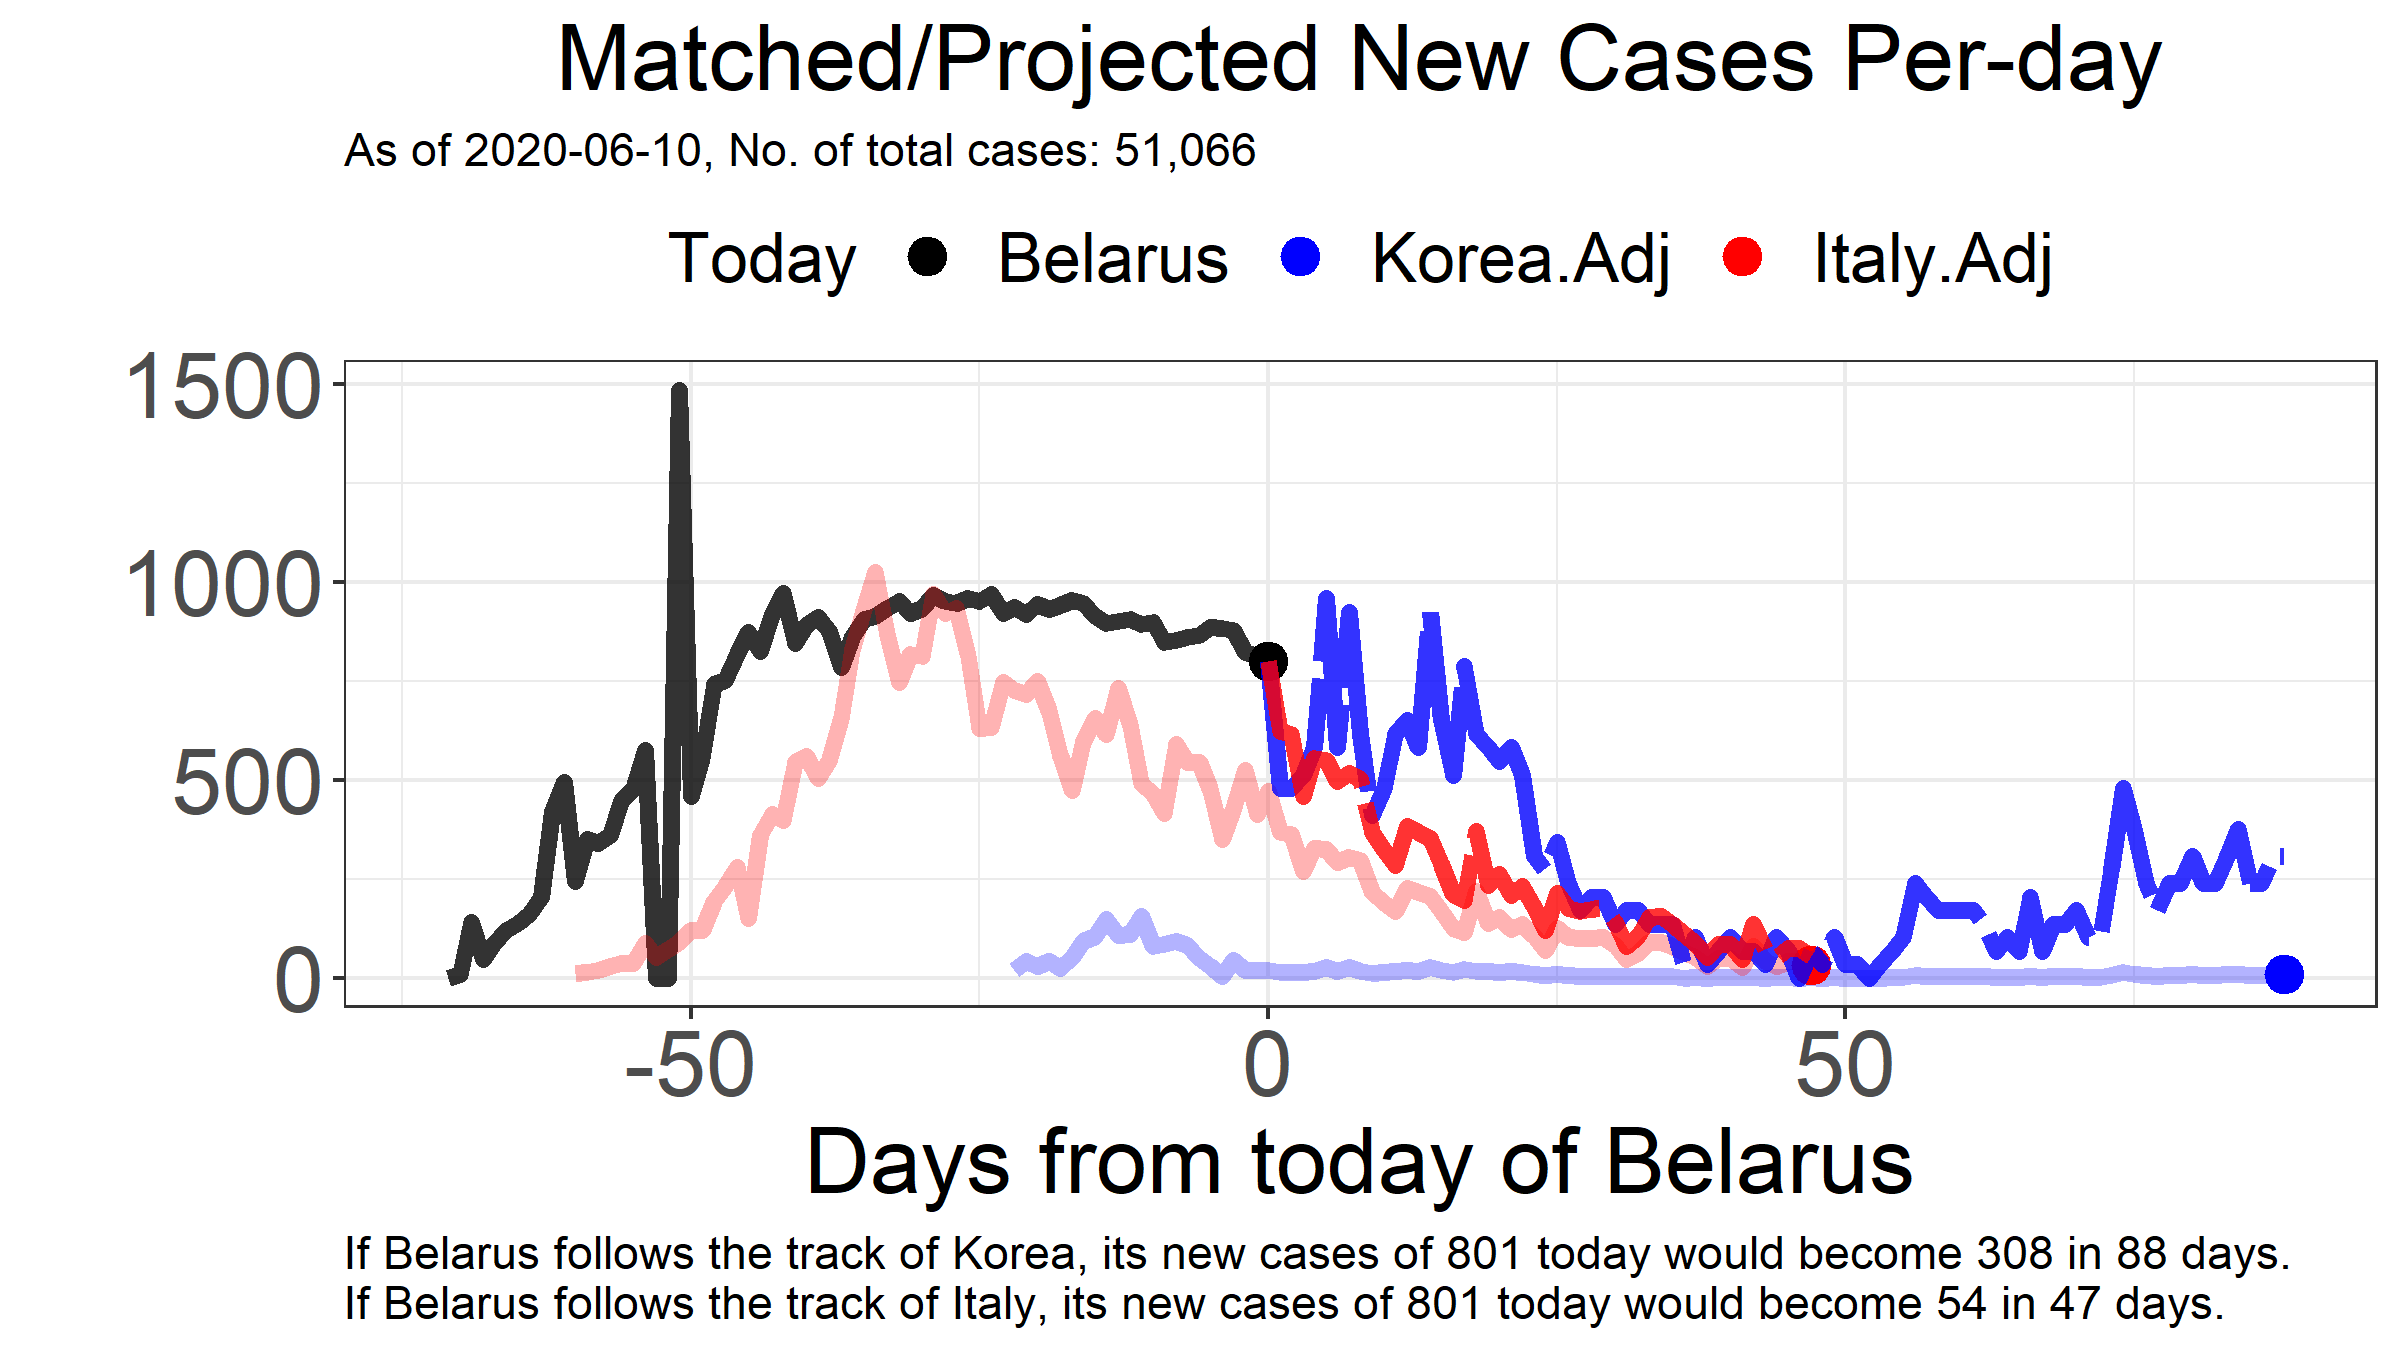 Matched/Projected New Cases Per-day
As of 2020-06-10, No. of total cases: 51,066
Today Belarus Korea.Adj Italy.Adj
1500
1000
500
0
-50 0 50
Days from today of Belarus
If Belarus follows the track of Korea, its new cases of 801 today would become 308 in 88 days.
If Belarus follows the track of Italy, its new cases of 801 today would become 54 in 47 days.